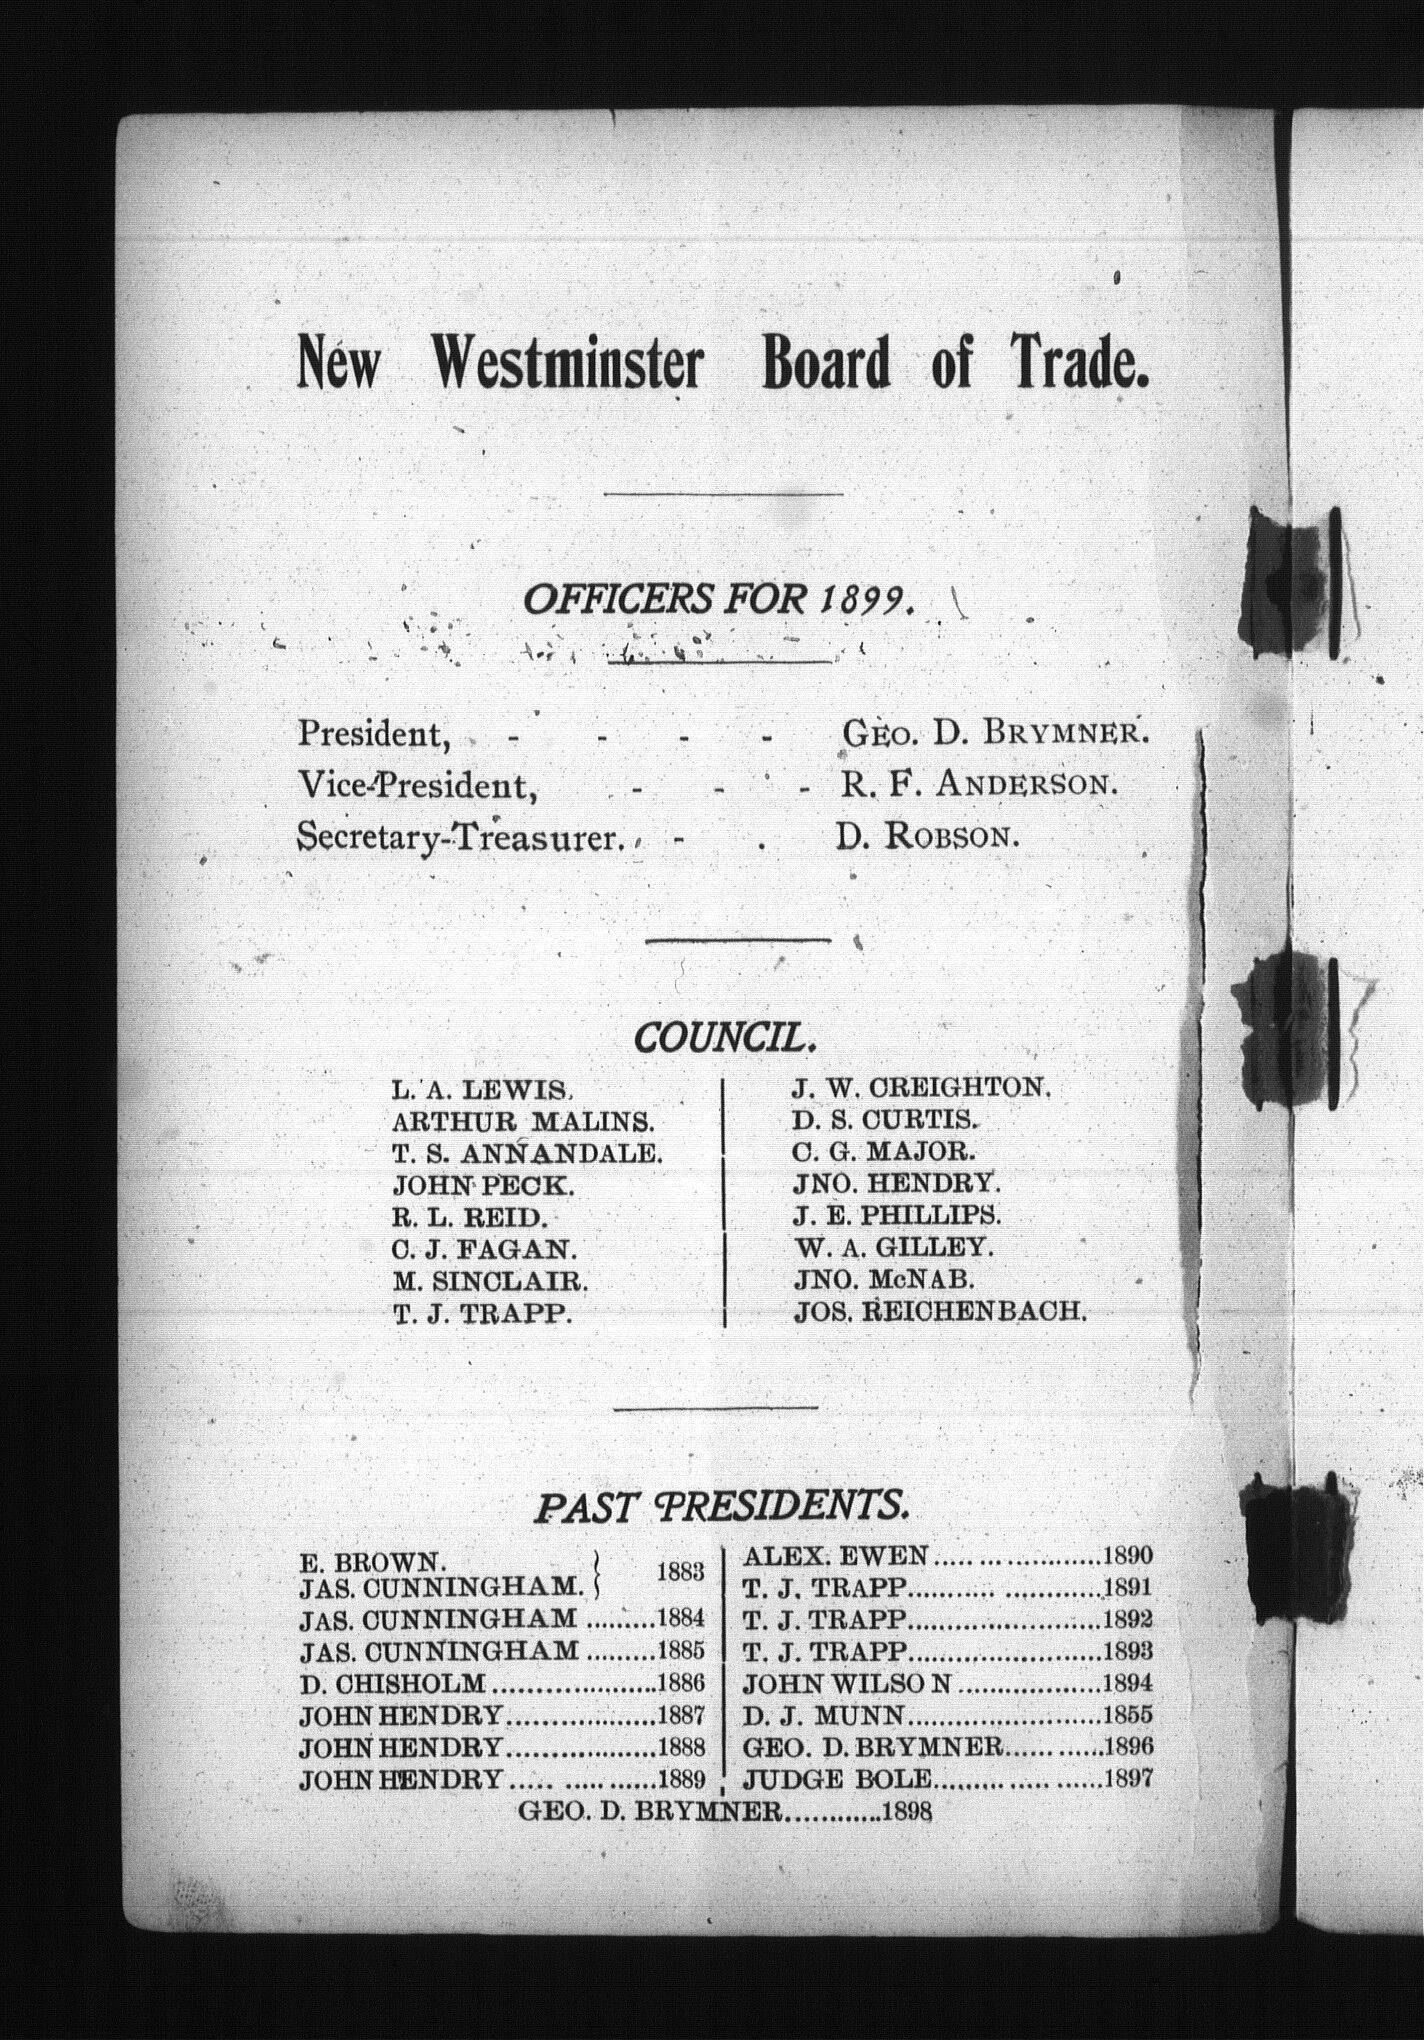 New Westminster Board of Trade.
OFFICERS FOR 1899.
President, - - - - GEO. D. BRYMNER.
Vice-President, - - - R. F. ANDERSON.
Secretary-Treasurer. - . D. ROBSON.
COUNCIL.
L. A. LEWIS.
ARTHUR MALINS.
T. S. ANNANDALE.
JOHN PECK.
R. L. REID.
C. J. FAGAN.
M. SINCLAIR.
T. J. TRAPP.
J. W. CREIGHTON.
D. S. CURTIS.
C. G. MAJOR.
JNO. HENDRY.
J. E. PHILLIPS.
W. A. GILLEY.
JNO. McNAB.
JOS. REICHENBACH.
PAST PRESIDENTS.
E. BROWN.
JAS. CUNNINGHAM. } 1883
JAS. CUNNINGHAM .........1884
JAS. CUNNINGHAM .........1885
D. CHISHOLM ...................1886
JOHN HENDRY..................1887
JOHN HENDRY..................1888
JOHN HENDRY..... ..... ......1889
ALEX. EWEN..... ... ............1890
T. J. TRAPP........... ............1891
T. J. TRAPP........................1892
T. J. TRAPP........................1893
JOHN WILSO N..................1894
D. J. MUNN........................1855
GEO. D. BRYMNER...... ......1896
JUDGE BOLE......... ..... ......1897
GEO. D. BRYMNER............1898